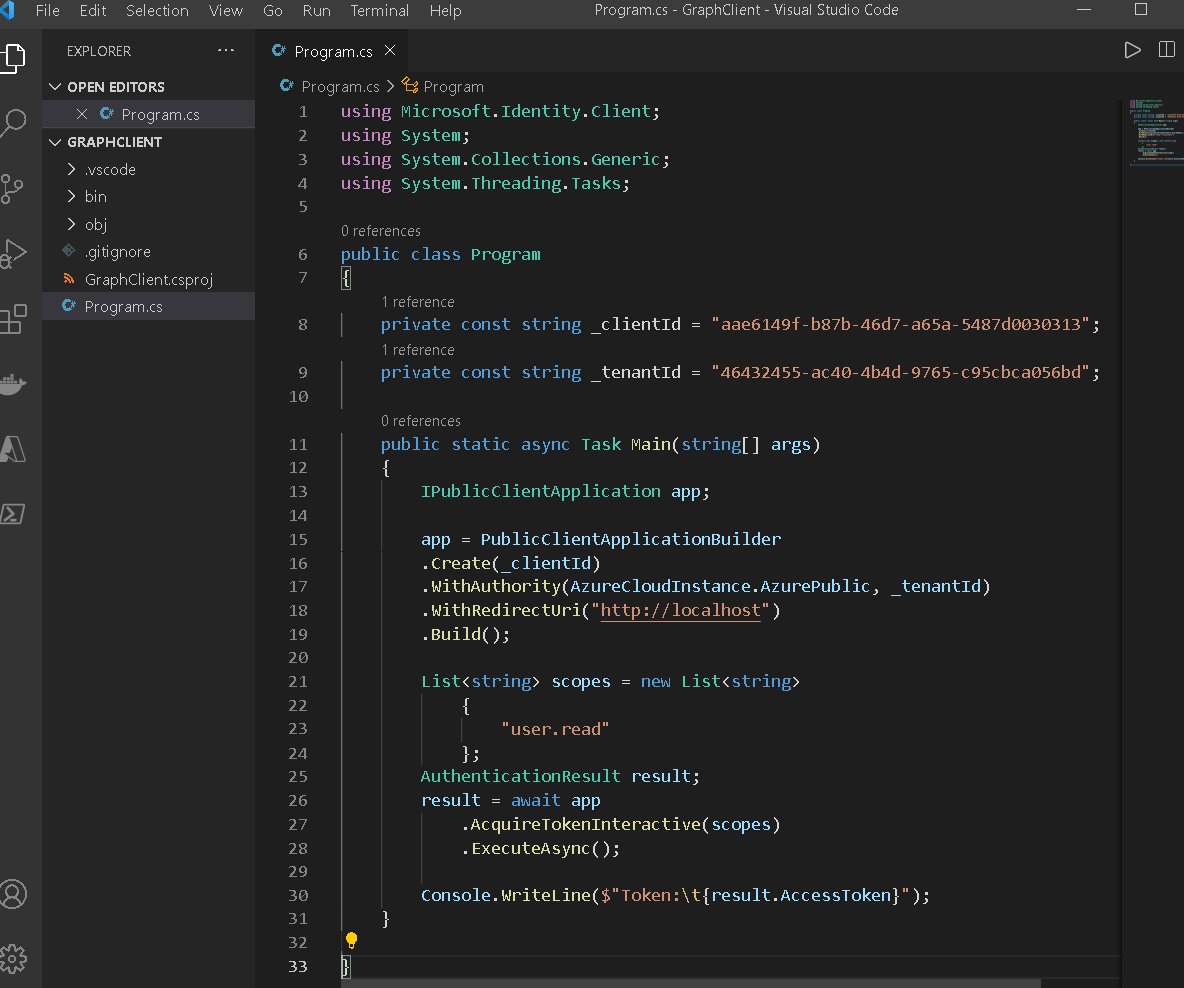 File Edit Selection View Go Run Terminal Help Program.cs - GraphClient - Visual Studio Code
EXPLORER ...
OPEN EDITORS
Program.cs
GRAPHCLIENT
.vscode
bin
obj
.gitignore
GraphClient.csproj
Program.cs
Program.cs
Program.cs > Program
1 using Microsoft.Identity.Client;
2 using System;
3 using System.Collections.Generic;
4 using System.Threading.Tasks;
5
0 references
6 public class Program
7 {
1 reference
8 private const string _clientId = "aae6149f-b87b-46d7-a65a-5487d0030313";
1 reference
9 private const string _tenantId = "46432455-ac40-4b4d-9765-c95cbca056bd";
10
0 references
11 public static async Task Main(string[] args)
12 {
13 IPublicClientApplication app;
14
15 app = PublicClientApplicationBuilder
16 .Create(_clientId)
17 .WithAuthority(AzureCloudInstance.AzurePublic, _tenantId)
18 .WithRedirectUri("http://localhost")
19 .Build();
20
21 List<string> scopes = new List<string>
22 {
23 "user.read"
24 };
25 AuthenticationResult result;
26 result = await app
27 .AcquireTokenInteractive(scopes)
28 .ExecuteAsync();
29
30 Console.WriteLine($"Token:\t{result.AccessToken}");
31 }
32
33 }